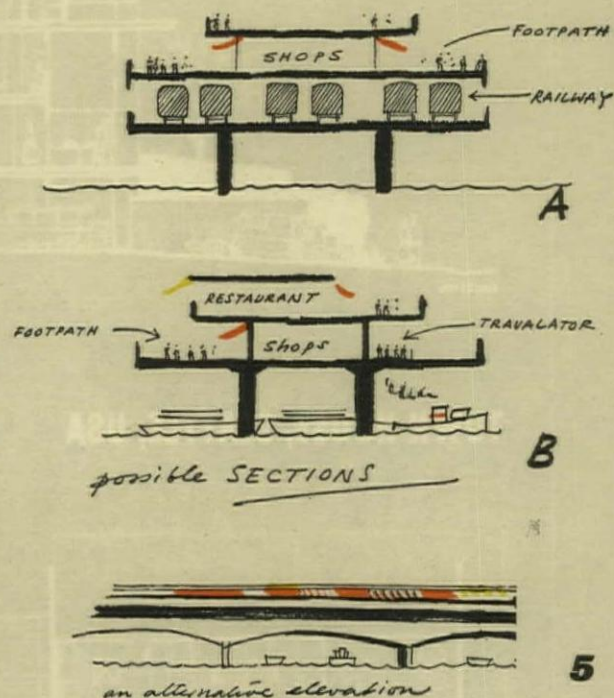 FOOTPATH
SHOPS
RAILWAY
A
RESTAURANT
FOOTPATH
TRAVALATOR
Shops
B
possible SECTIONS
5
an alternative elevation